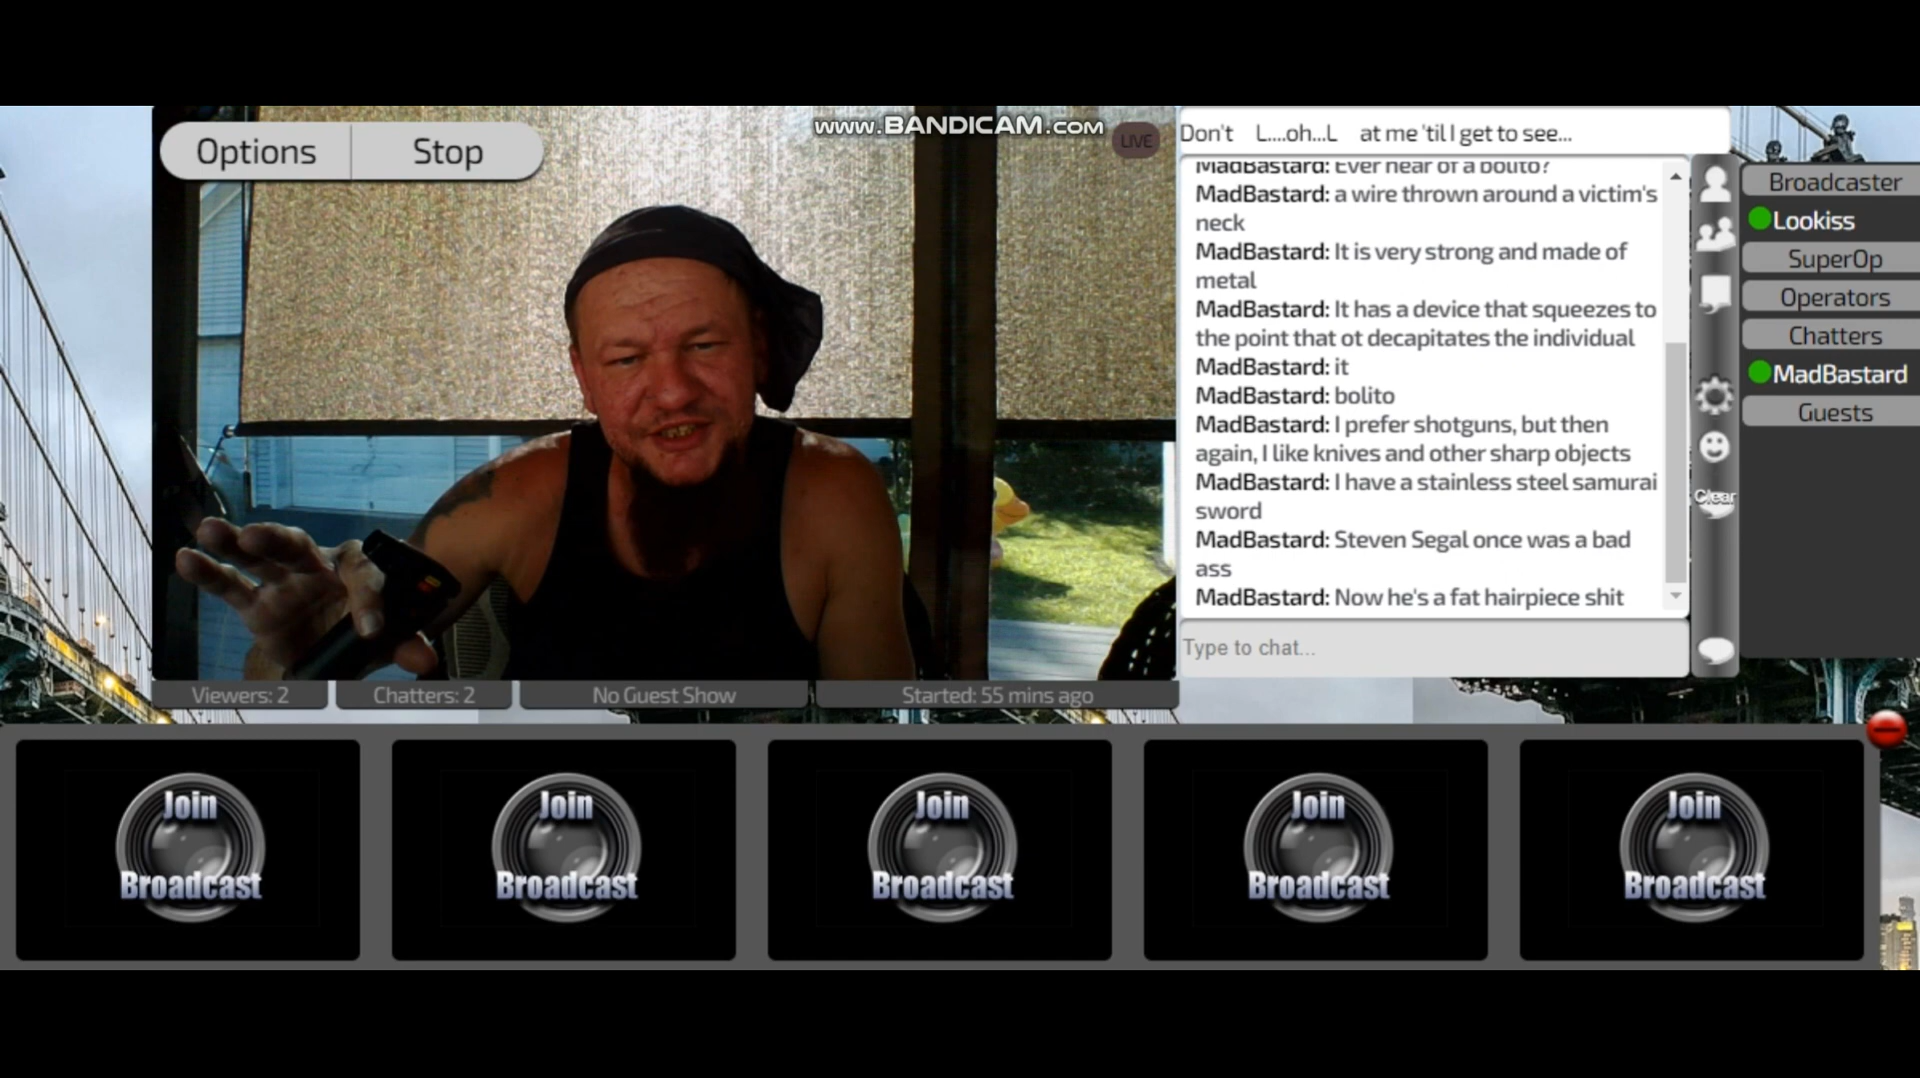 www.BANDICAM.com
Options
Stop
LIVE
Don't L....oh...L at me 'til I get to see...
MadBastard: Ever hear of a bolito?
MadBastard: a wire thrown around a victim's
neck
MadBastard: It is very strong and made of
metal
MadBastard: It has a device that squeezes to
the point that ot decapitates the individual
MadBastard: it
MadBastard: bolito
MadBastard: I prefer shotguns, but then
again, I like knives and other sharp objects
MadBastard: I have a stainless steel samurai
sword
MadBastard: Steven Segal once was a bad
ass
MadBastard: Now he's a fat hairpiece shit
Type to chat...
Clear
Broadcaster
Lookiss
SuperOp
Operators
Chatters
MadBastard
Guests
Viewers: 2
Chatters: 2
No Guest Show
Started: 55 mins ago
Join
Broadcast
Join
Broadcast
Join
Broadcast
Join
Broadcast
Join
Broadcast